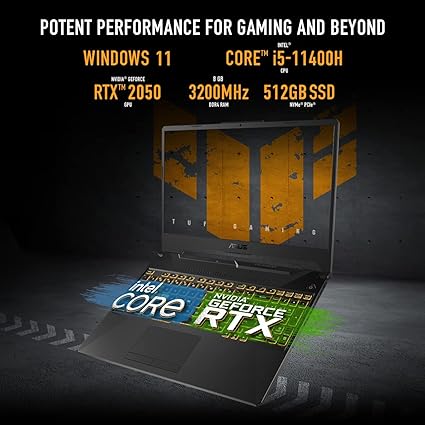 POTENT PERFORMANCE FOR GAMING AND BEYOND
WINDOWS 11
INTEL®
CORE™ i5-11400H
CPU
NVIDIA® GEFORCE
RTX™ 2050
GPU
8 GB
3200MHz
DDR4 RAM
512GB SSD
NVMe® PCIe®
TUF GAMING
ASUS
intel
CORE
NVIDIA
GEFORCE
RTX